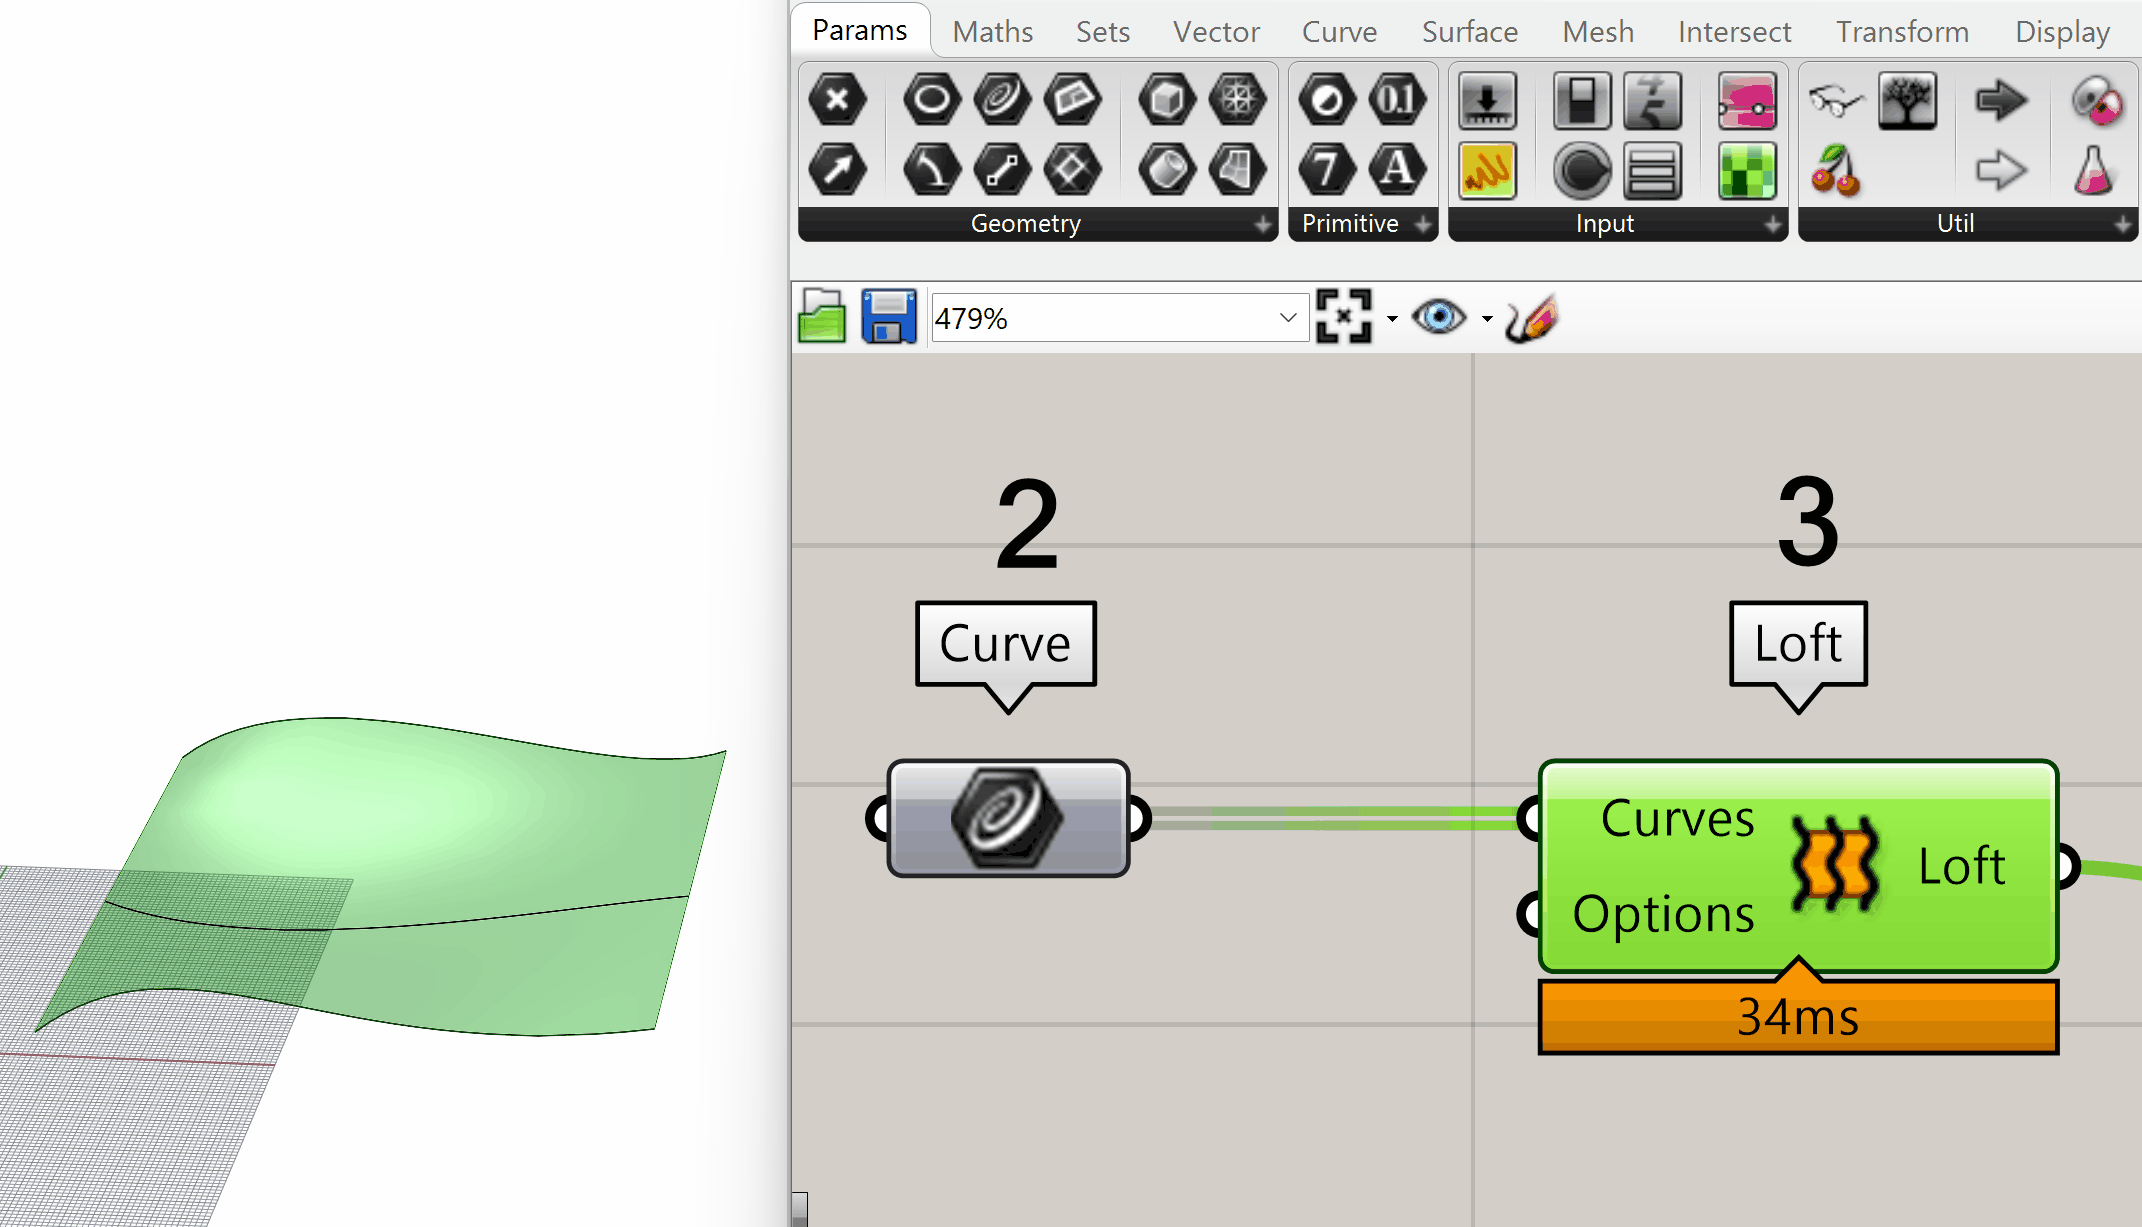 Params Maths Sets Vector Curve Surface Mesh Intersect Transform Display
0.1
7 A
Geometry Primitive Input Util
479%
2 3
Curve Loft
Curves
Loft
Options
34ms